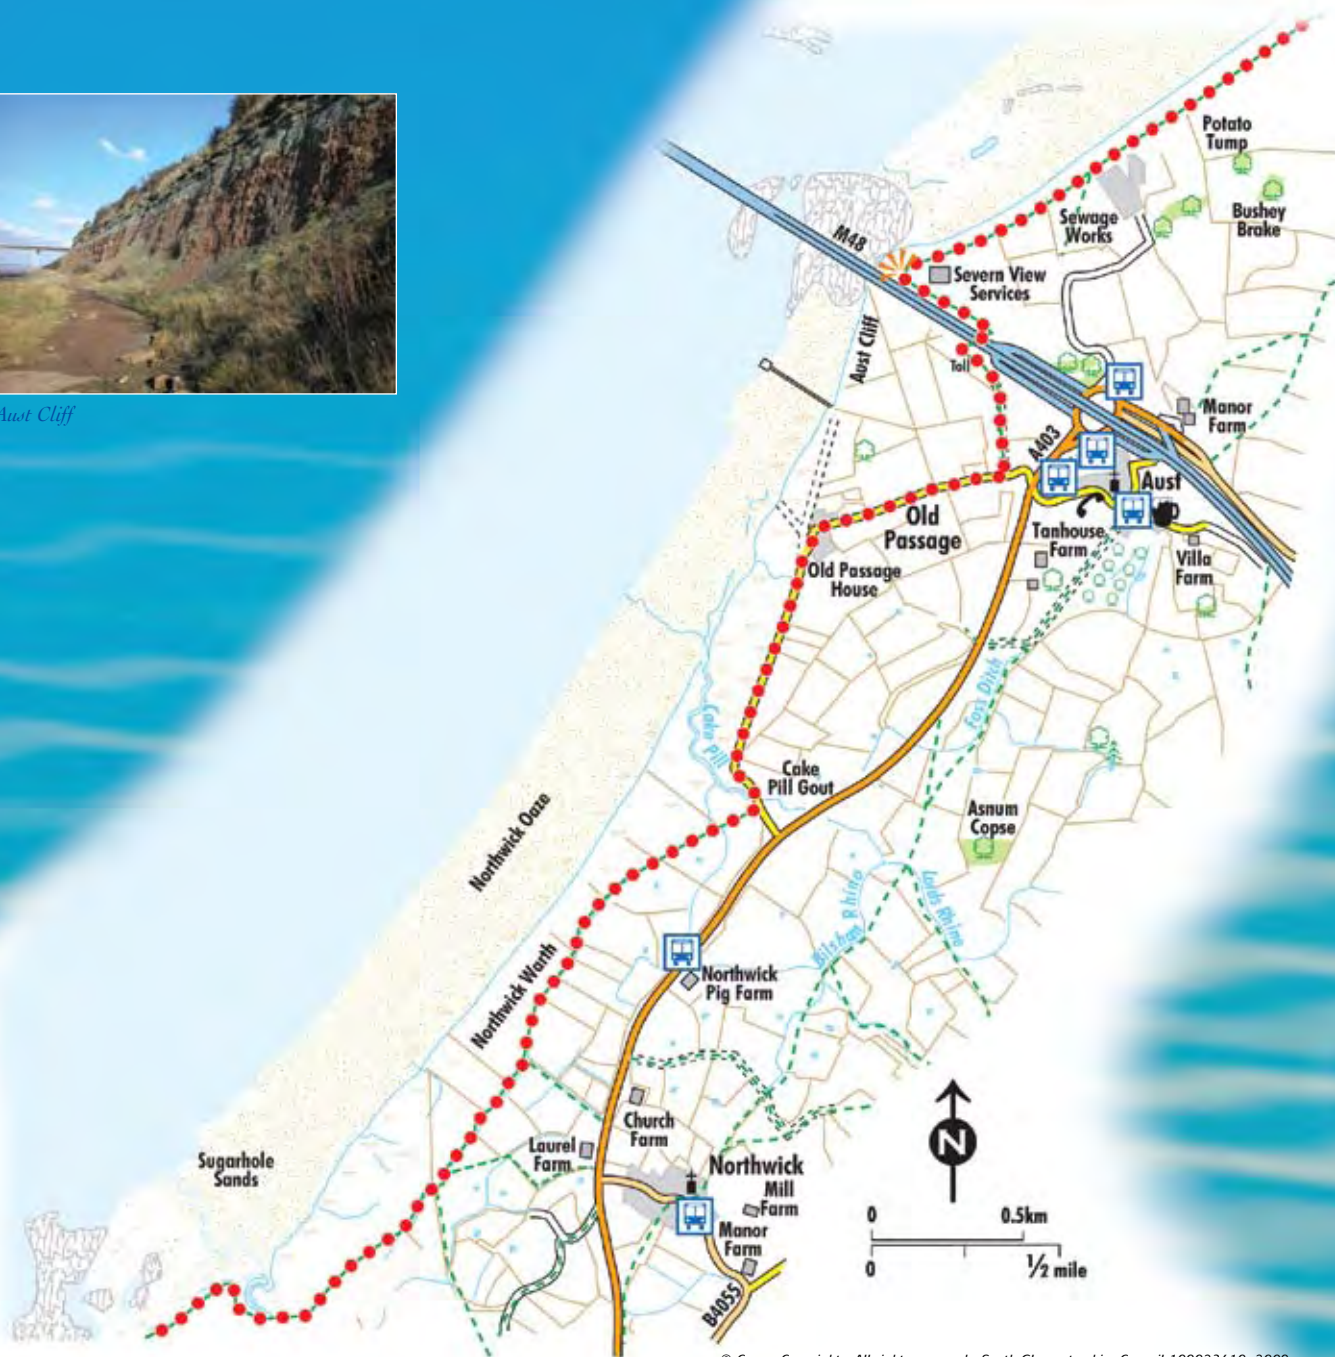 Aust Cliff
Potato
Tump
Bushey
Brake
Sewage
Works
M48
Severn View
Services
Aust Cliff
Toll
Manor
Farm
A403
Aust
Old
Passage
Tanhouse
Farm
Villa
Farm
Old Passage
House
Foss Ditch
Cake Pill
Cake
Pill Gout
Asnum
Copse
Northwick Oaze
Bilsham Rhine
Lords Rhine
Northwick Warth
Northwick
Pig Farm
Church
Farm
Laurel
Farm
Northwick
Mill
Farm
Manor
Farm
Sugarhole
Sands
B4055
N
0 0.5km
0 ½ mile